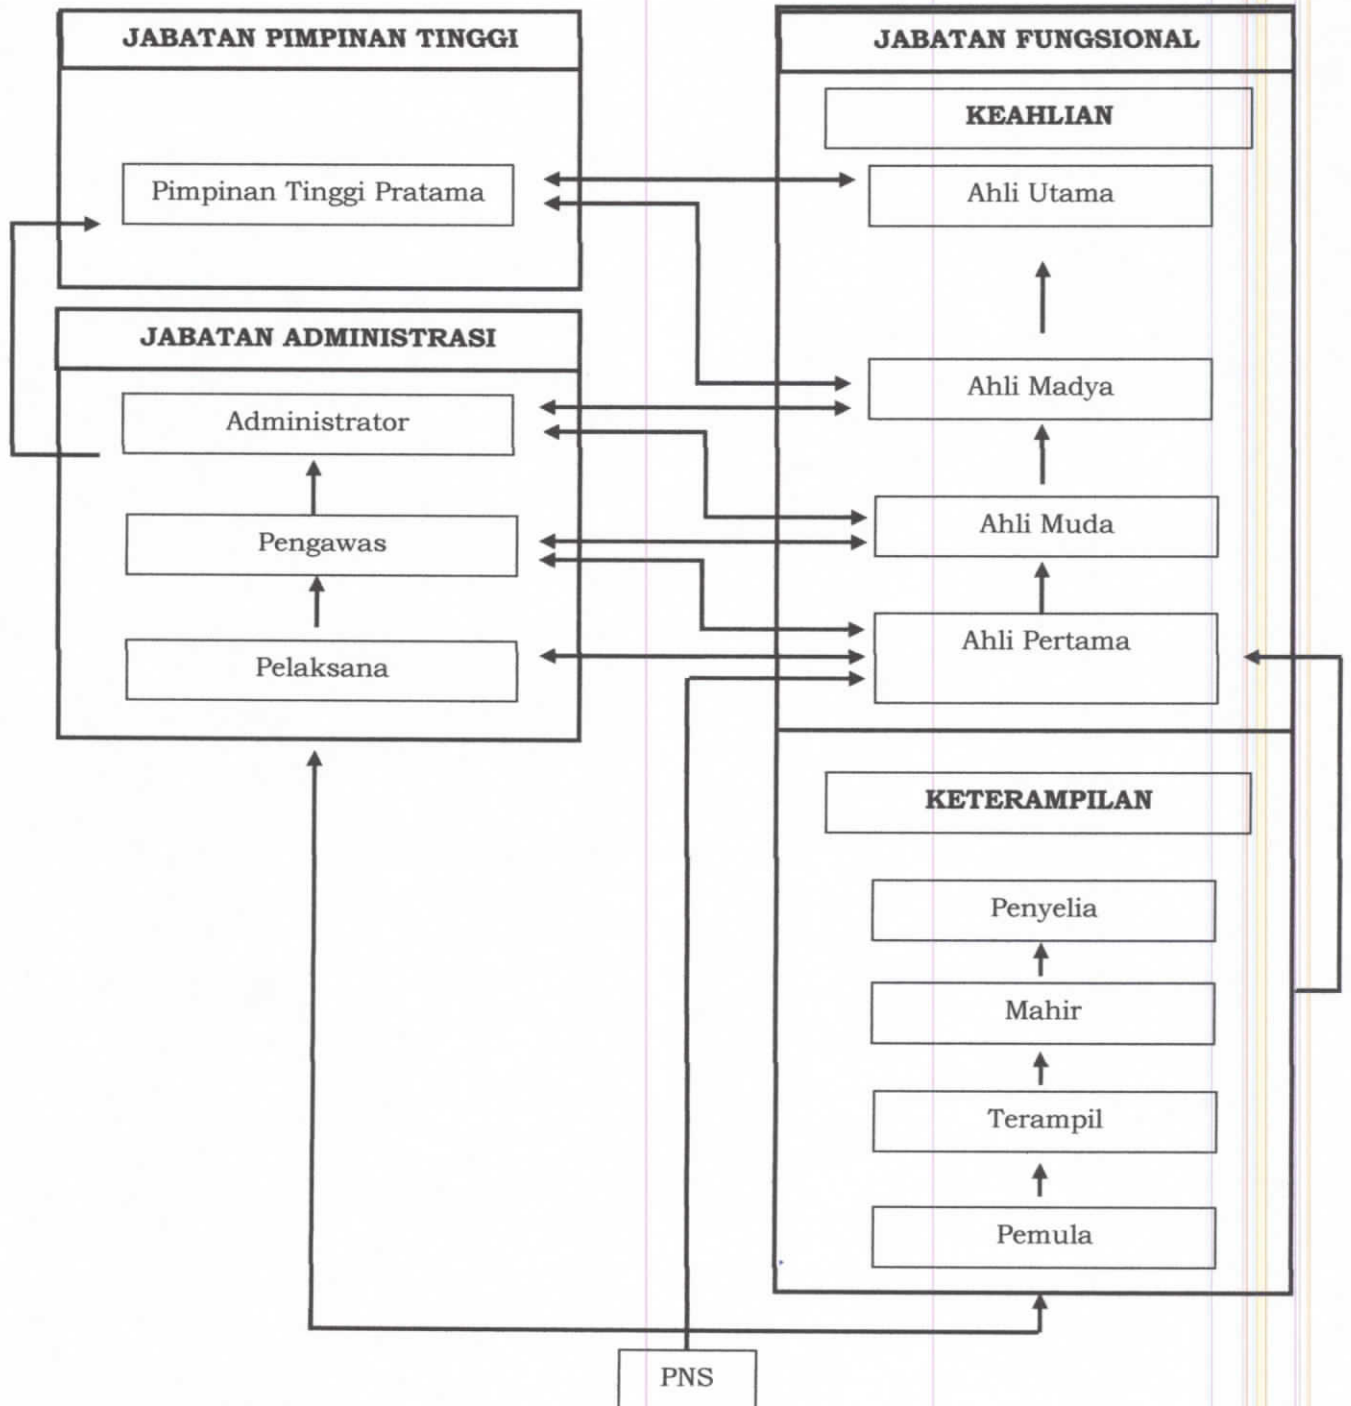 JABATAN PIMPINAN TINGGI
Pimpinan Tinggi Pratama
JABATAN ADMINISTRASI
Administrator
Pengawas
Pelaksana
JABATAN FUNGSIONAL
KEAHLIAN
Ahli Utama
Ahli Madya
Ahli Muda
Ahli Pertama
KETERAMPILAN
Penyelia
Mahir
Terampil
Pemula
PNS